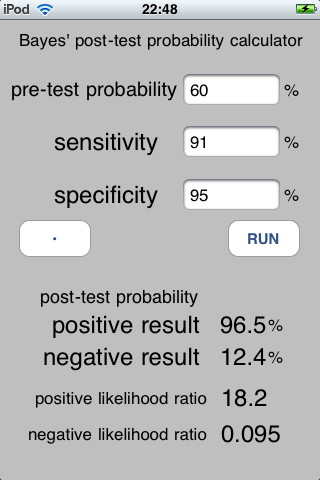 iPod 22:48
Bayes' post-test probability calculator
pre-test probability 60 %
sensitivity 91 %
specificity 95 %
. RUN
post-test probability
positive result 96.5%
negative result 12.4%
positive likelihood ratio 18.2
negative likelihood ratio 0.095